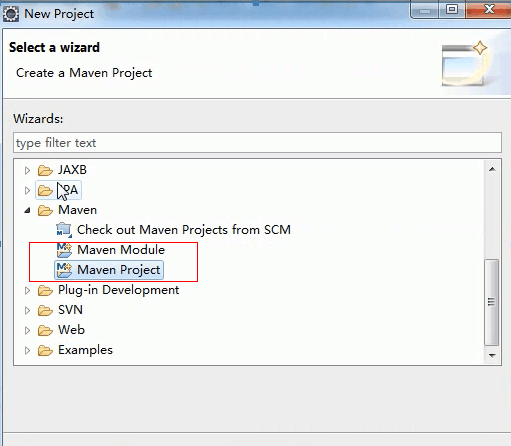 New Project
Select a wizard
Create a Maven Project
Wizards:
type filter text
JAXB
PA
Maven
Check out Maven Projects from SCM
Maven Module
Maven Project
Plug-in Development
SVN
Web
Examples